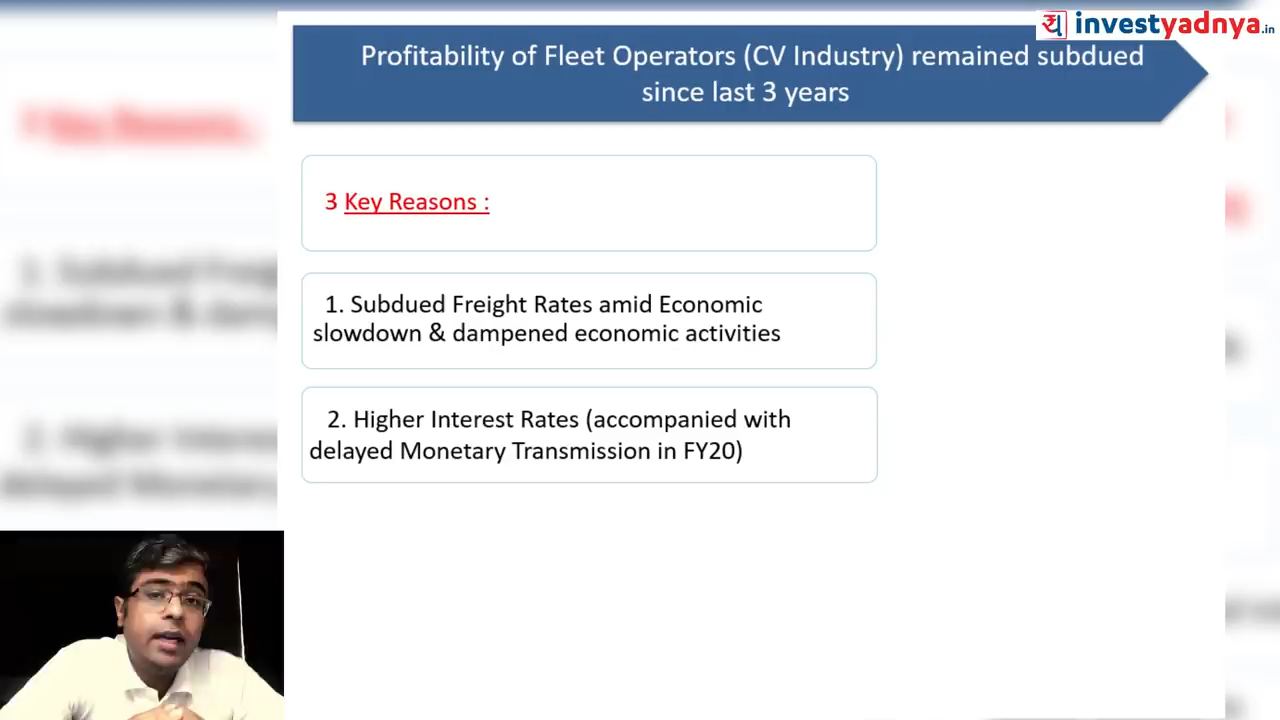 investyadnya.in
Profitability of Fleet Operators (CV Industry) remained subdued
since last 3 years
3 Key Reasons :
1. Subdued Freight Rates amid Economic
slowdown & dampened economic activities
2. Higher Interest Rates (accompanied with
delayed Monetary Transmission in FY20)